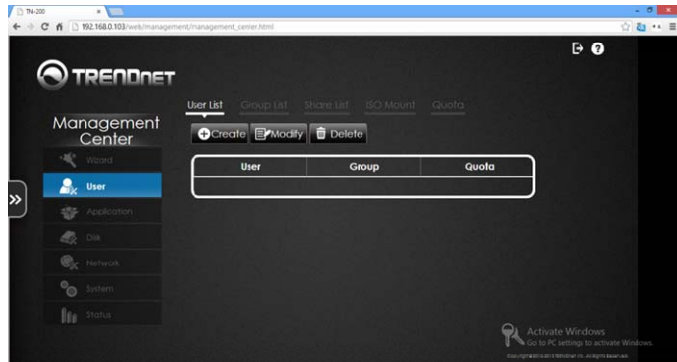 TN-200
192.168.0.103/web/management/management_center.html
TRENDNET
User List Group List Share List ISO Mount Quota
Management
Center
Create Modify Delete
User Group Quota
Wizard
User
Application
Disk
Network
System
Status
Activate Windows
Go to PC settings to activate Windows.